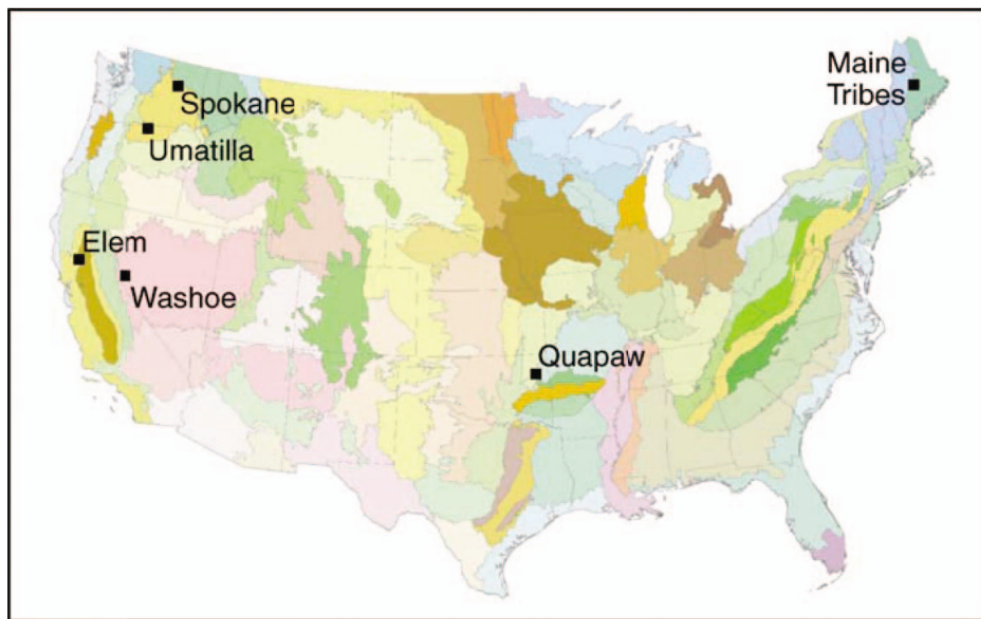 Maine
Tribes
Spokane
Umatilla
Elem
Washoe
Quapaw